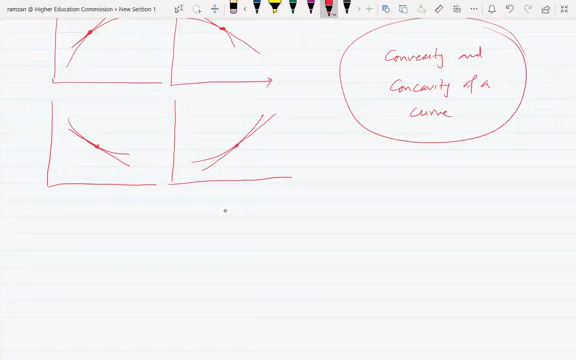 ramzan @ Higher Education Commission » New Section 1
Convexity and
Concavity of a
Curve